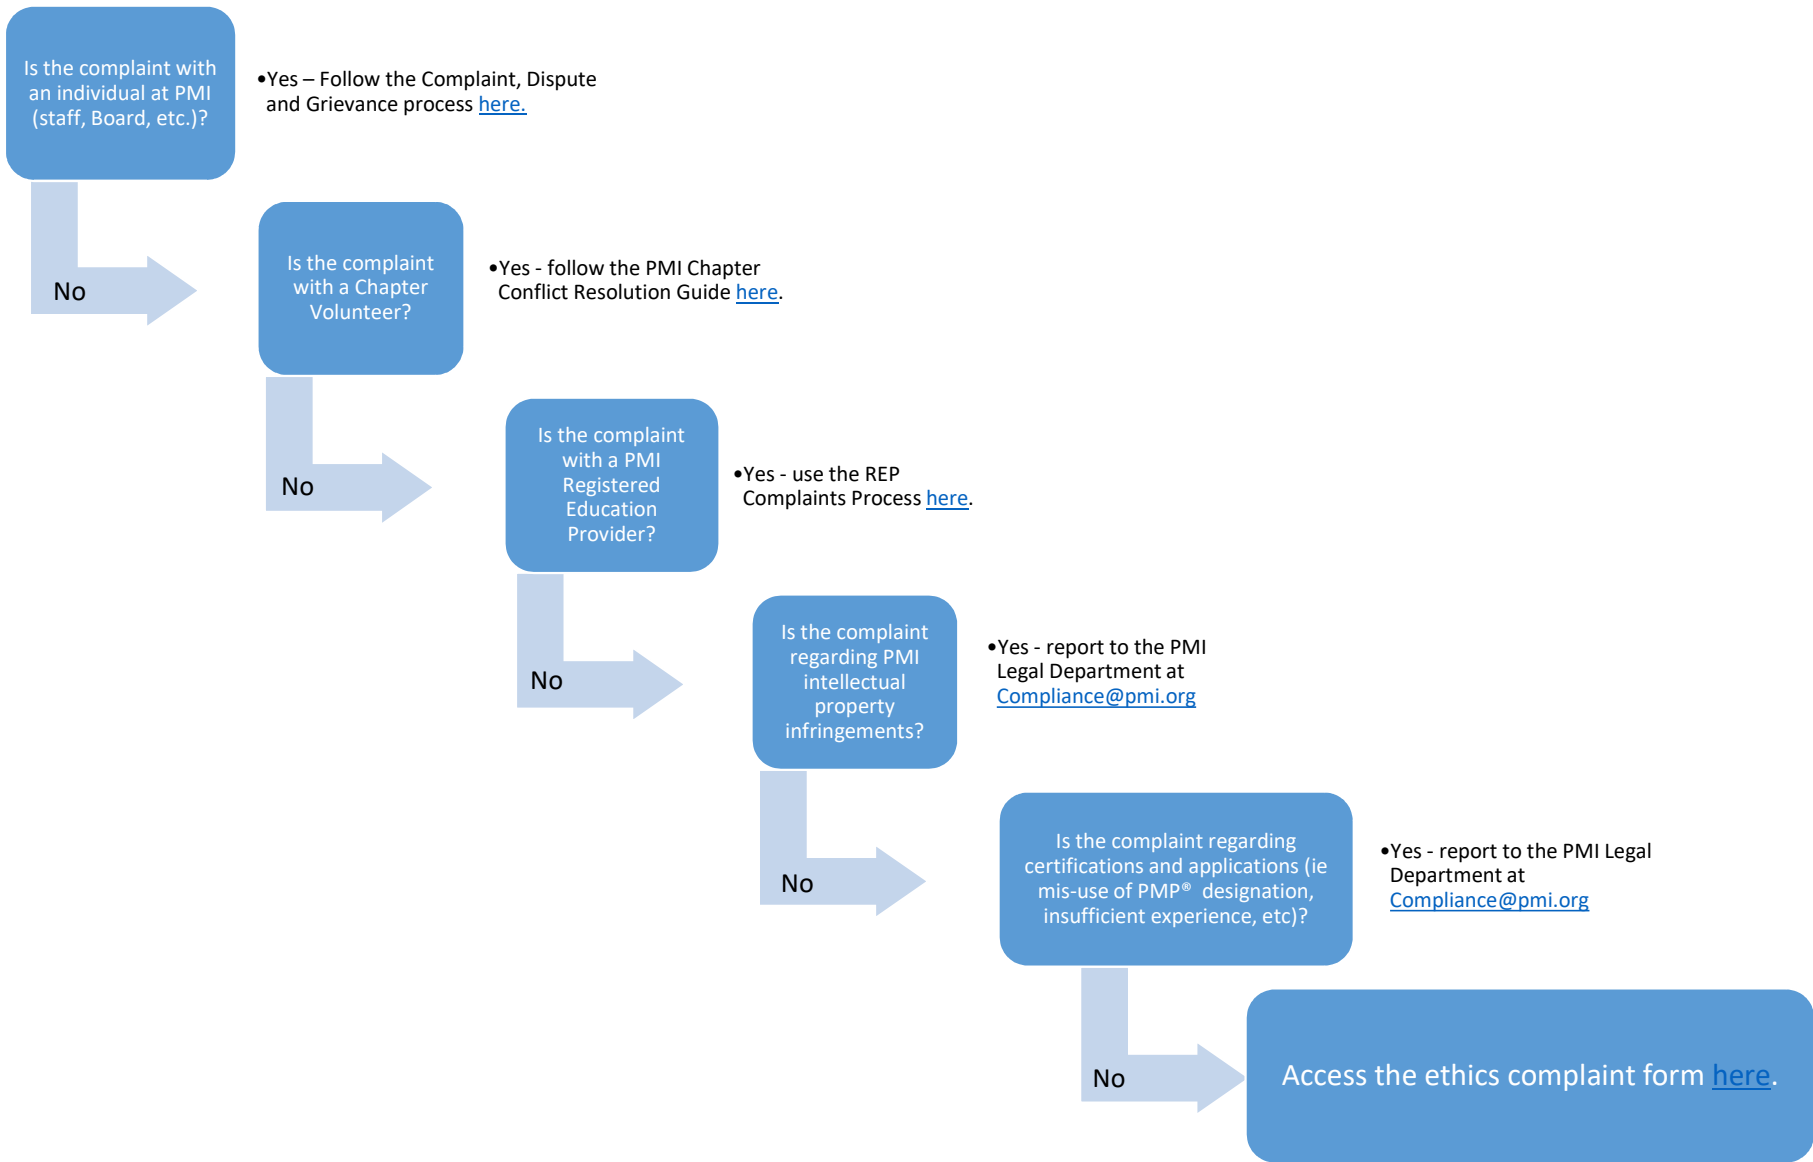 Is the complaint with
an individual at PMI
(staff, Board, etc.)?
•Yes – Follow the Complaint, Dispute
and Grievance process here.
No
Is the complaint
with a Chapter
Volunteer?
•Yes - follow the PMI Chapter
Conflict Resolution Guide here.
No
Is the complaint
with a PMI
Registered
Education
Provider?
•Yes - use the REP
Complaints Process here.
No
Is the complaint
regarding PMI
intellectual
property
infringements?
•Yes - report to the PMI
Legal Department at
Compliance@pmi.org
No
Is the complaint regarding
certifications and applications (ie
mis-use of PMP® designation,
insufficient experience, etc)?
•Yes - report to the PMI Legal
Department at
Compliance@pmi.org
No
Access the ethics complaint form here.